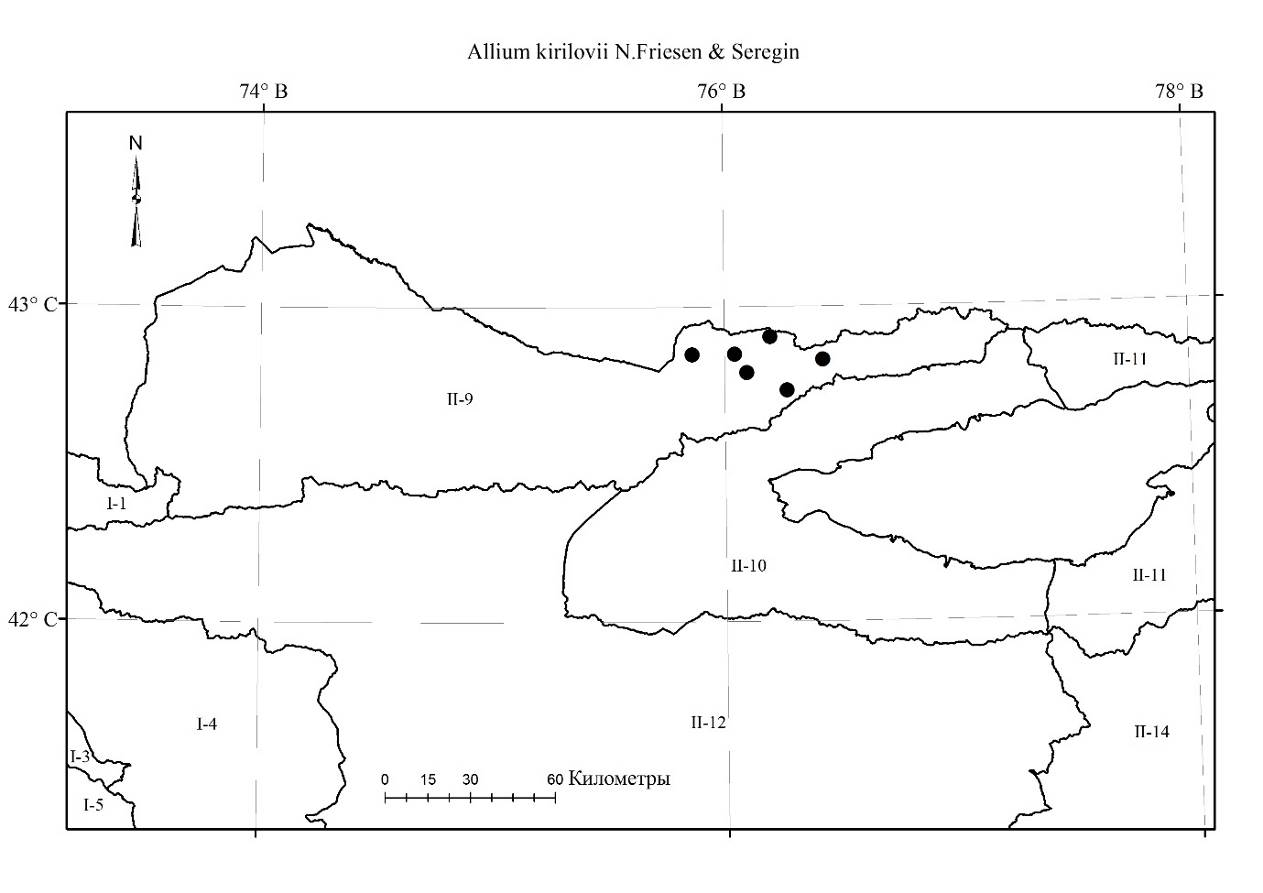 Allium kirilovii N.Friesen & Seregin
74° В 76° В 78° В
N
43° С
II-11
II-9
I-1
II-10
II-11
42° С
I-4
II-12
II-14
I-3
0 15 30 60 Километры
I-5